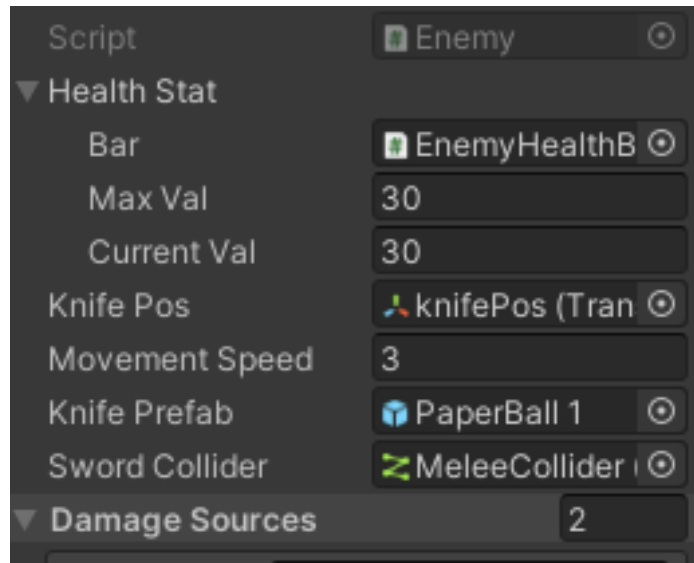 Script Enemy
Health Stat
Bar EnemyHealthB
Max Val 30
Current Val 30
Knife Pos knifePos (Tran
Movement Speed 3
Knife Prefab PaperBall 1
Sword Collider MeleeCollider (
Damage Sources 2